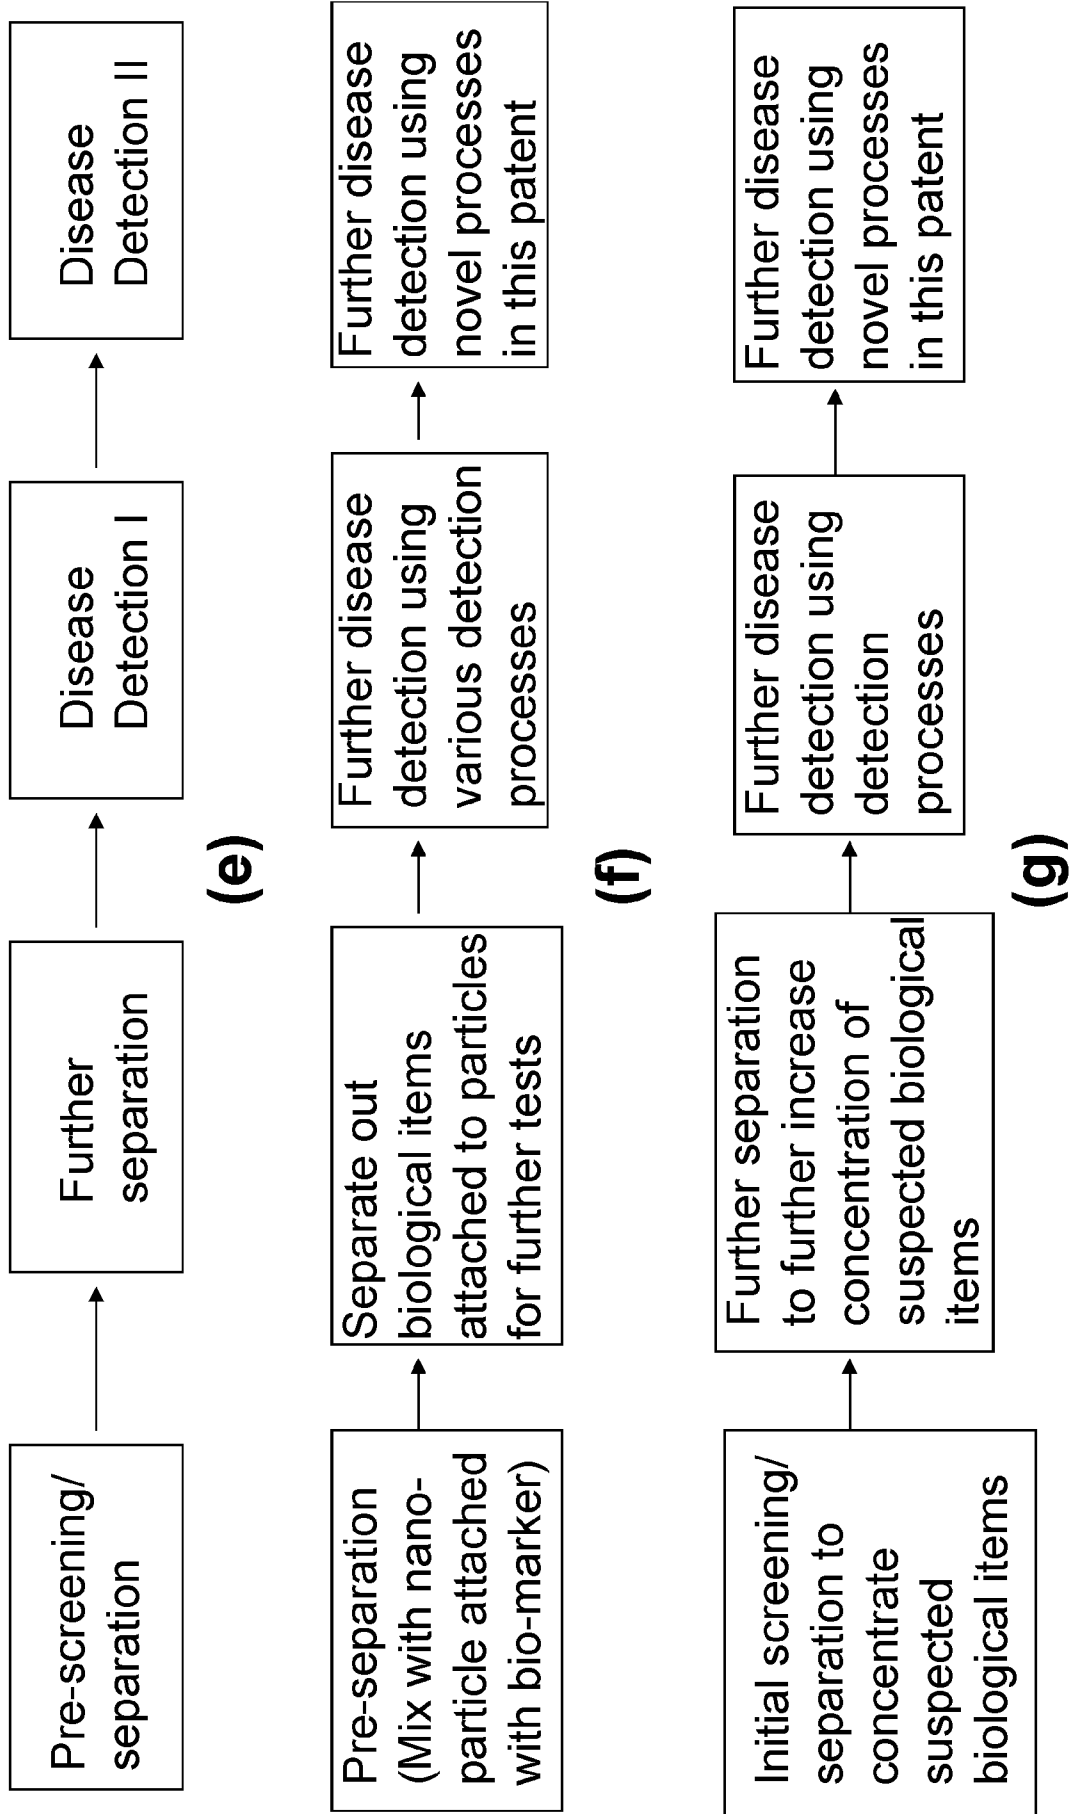 Pre-screening/
separation
Further
separation
Disease
Detection I
Disease
Detection II
(e)
Pre-separation
(Mix with nano-
particle attached
with bio-marker)
Separate out
biological items
attached to particles
for further tests
Further disease
detection using
various detection
processes
Further disease
detection using
novel processes
in this patent
(f)
Initial screening/
separation to
concentrate
suspected
biological items
Further separation
to further increase
concentration of
suspected biological
items
Further disease
detection using
detection
processes
Further disease
detection using
novel processes
in this patent
(g)